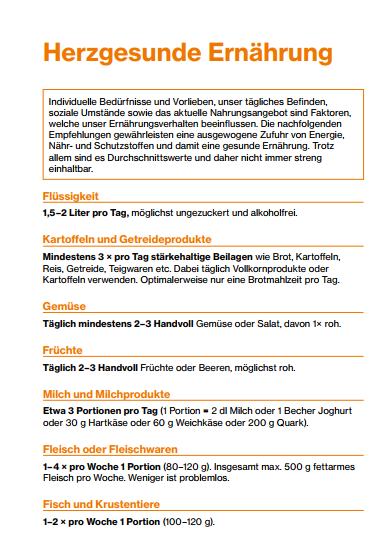 Herzgesunde Ernährung
Individuelle Bedürfnisse und Vorlieben, unser tägliches Befinden,
soziale Umstände sowie das aktuelle Nahrungsangebot sind Faktoren,
welche unser Ernährungsverhalten beeinflussen. Die nachfolgenden
Empfehlungen gewährleisten eine ausgewogene Zufuhr von Energie,
Nähr- und Schutzstoffen und damit eine gesunde Ernährung. Trotz
allem sind es Durchschnittswerte und daher nicht immer streng
einhaltbar.
Flüssigkeit
1,5–2 Liter pro Tag, möglichst ungezuckert und alkoholfrei.
Kartoffeln und Getreideprodukte
Mindestens 3 × pro Tag stärkehaltige Beilagen wie Brot, Kartoffeln,
Reis, Getreide, Teigwaren etc. Dabei täglich Vollkornprodukte oder
Kartoffeln verwenden. Optimalerweise nur eine Brotmahlzeit pro Tag.
Gemüse
Täglich mindestens 2–3 Handvoll Gemüse oder Salat, davon 1× roh.
Früchte
Täglich 2–3 Handvoll Früchte oder Beeren, möglichst roh.
Milch und Milchprodukte
Etwa 3 Portionen pro Tag (1 Portion = 2 dl Milch oder 1 Becher Joghurt
oder 30 g Hartkäse oder 60 g Weichkäse oder 200 g Quark).
Fleisch oder Fleischwaren
1–4 × pro Woche 1 Portion (80–120 g). Insgesamt max. 500 g fettarmes
Fleisch pro Woche. Weniger ist problemlos.
Fisch und Krustentiere
1–2 × pro Woche 1 Portion (100–120 g).